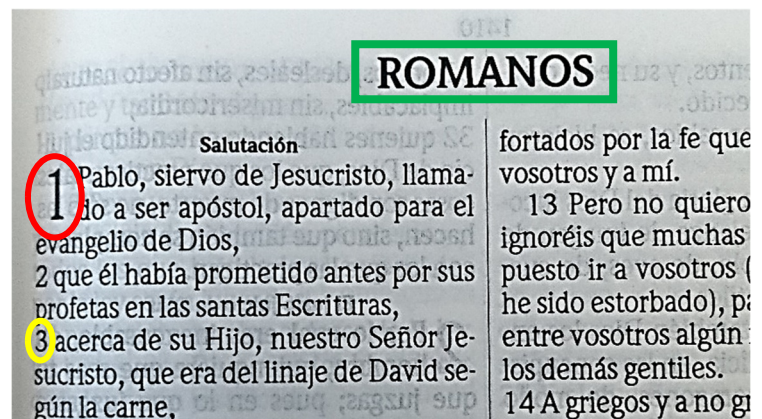 1410
ROMANOS
Salutación
1 Pablo, siervo de Jesucristo, llama-
do a ser apóstol, apartado para el
evangelio de Dios,
2 que él había prometido antes por sus
profetas en las santas Escrituras,
3 acerca de su Hijo, nuestro Señor Je-
sucristo, que era del linaje de David se-
gún la carne,
fortados por la fe que
vosotros y a mí.
13 Pero no quiero
ignoréis que muchas
puesto ir a vosotros (
he sido estorbado),
entre vosotros algún
los demás gentiles.
14 A griegos y a no